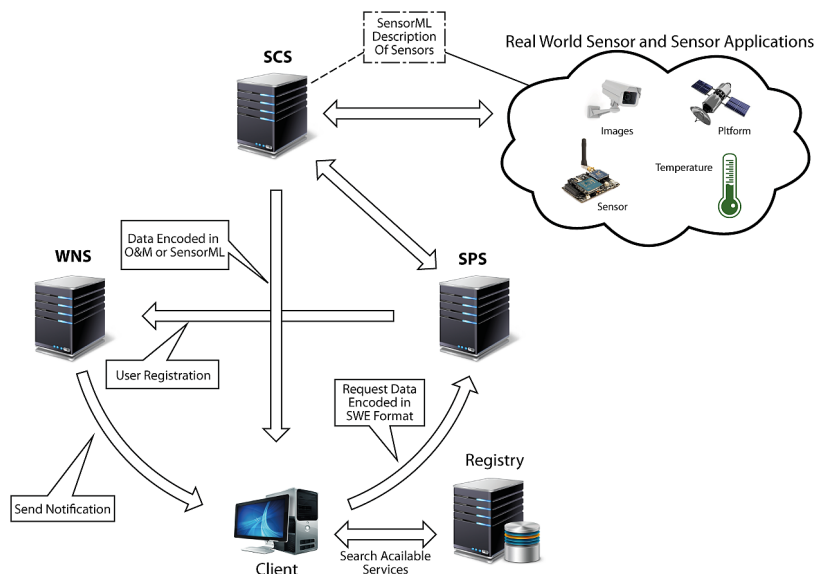 SensorML
Description
Of Sensors
Real World Sensor and Sensor Applications
SCS
Images
Pltform
Temperature
Sensor
Data Encoded in
O&M or SensorML
WNS
SPS
User Registration
Request Data
Encoded in
SWE Format
Registry
Send Notification
Search Acailable
Services
Client